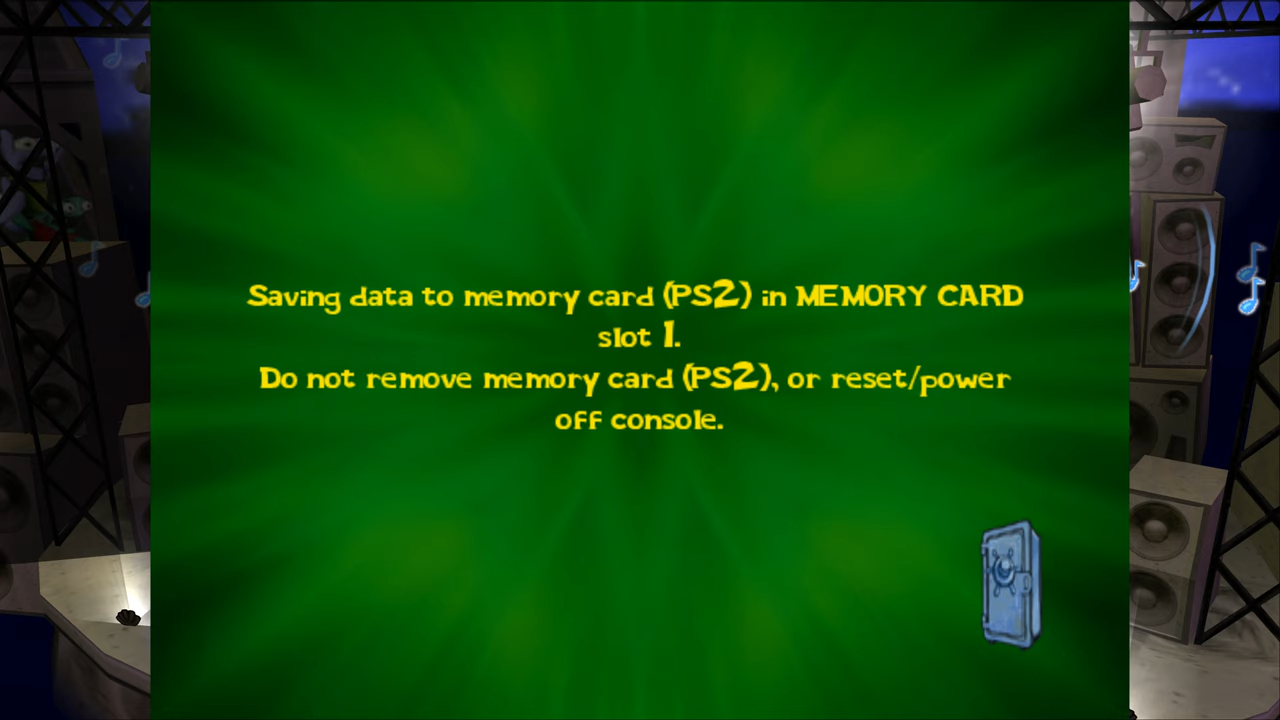 Saving data to memory card (PS2) in MEMORY CARD
slot 1.
Do not remove memory card (PS2), or reset/power
off console.